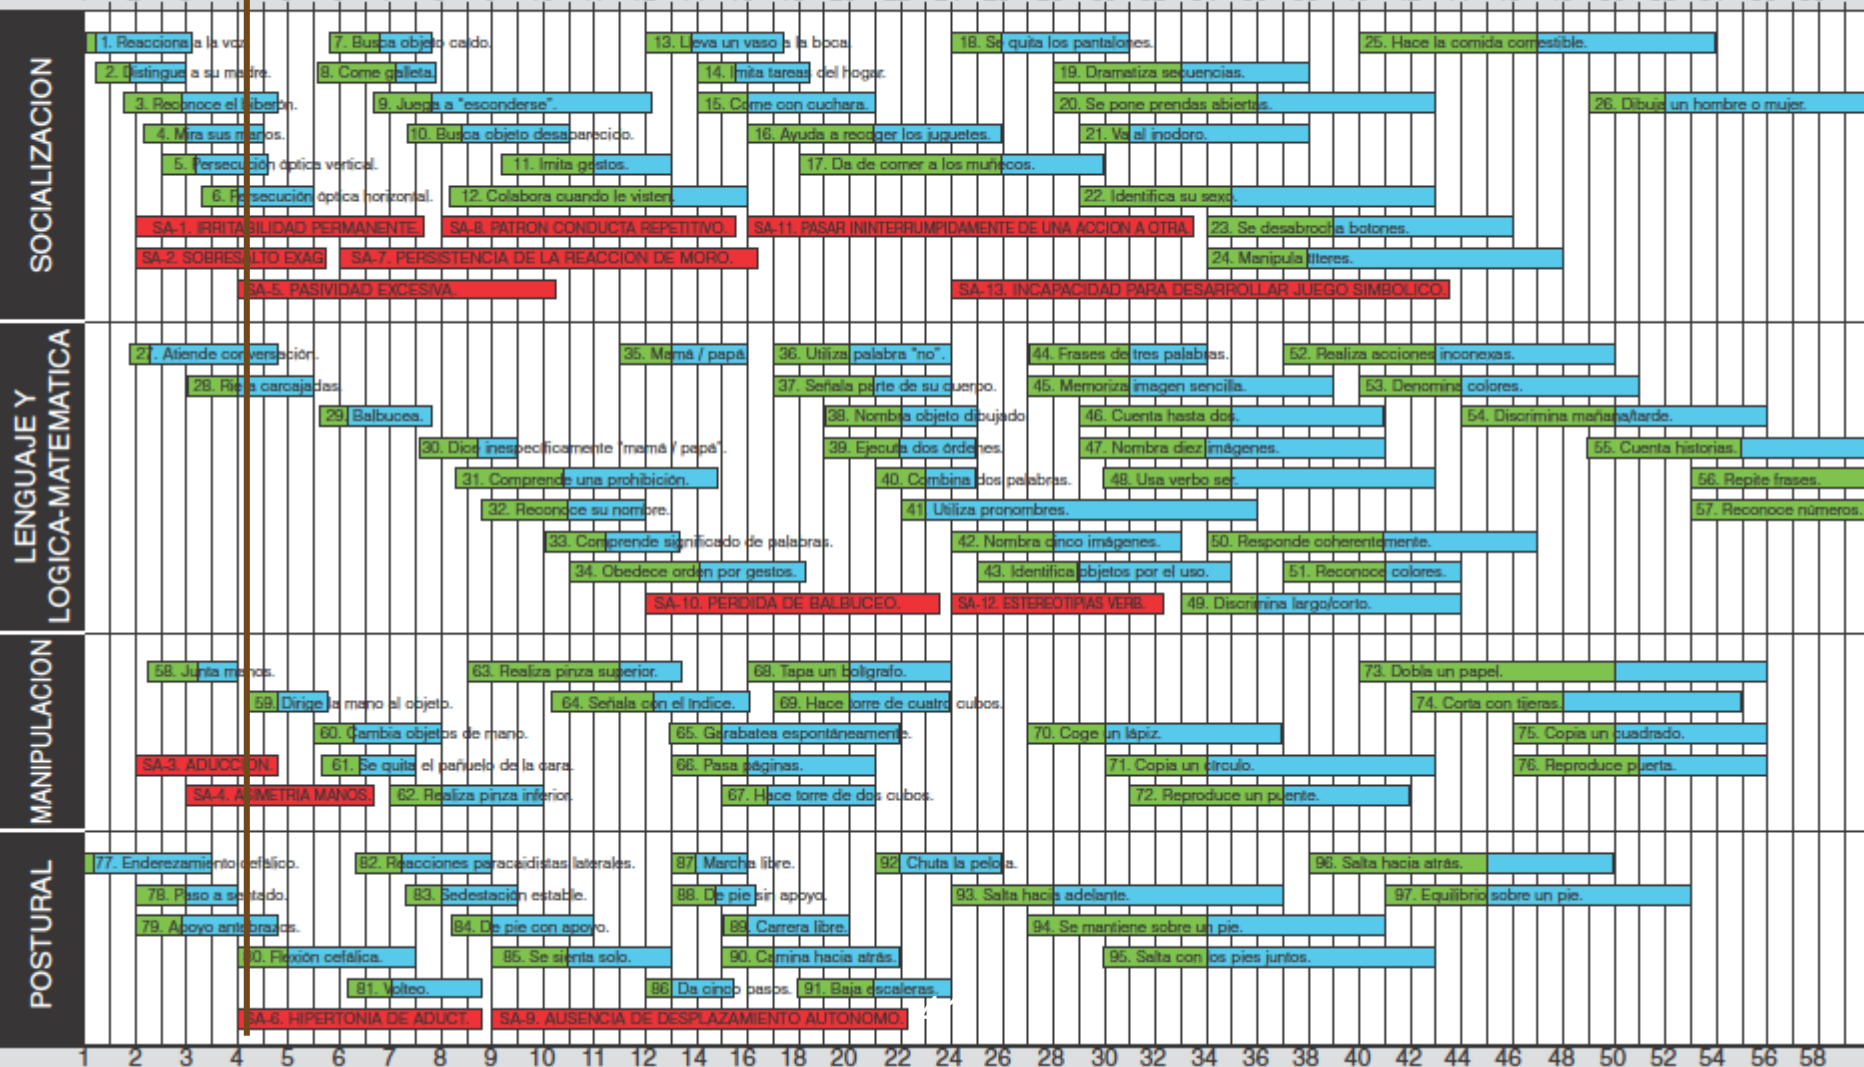 SOCIALIZACION
1. Reacciona a la voz.
7. Busca objeto caído.
13. Lleva un vaso a la boca.
18. Se quita los pantalones.
25. Hace la comida comestible.
2. Distingue a su madre.
8. Come galleta.
14. Imita tareas del hogar.
19. Dramatiza secuencias.
3. Reconoce el biberón.
9. Juega a "esconderse".
15. Come con cuchara.
20. Se pone prendas abiertas.
26. Dibuja un hombre o mujer.
4. Mira sus manos.
10. Busca objeto desaparecido.
16. Ayuda a recoger los juguetes.
21. Va al inodoro.
5. Persecución óptica vertical.
11. Imita gestos.
17. Da de comer a los muñecos.
6. Persecución óptica horizontal.
12. Colabora cuando le visten.
22. Identifica su sexo.
SA-1. IRRITABILIDAD PERMANENTE.
SA-8. PATRON CONDUCTA REPETITIVO.
SA-11. PASAR ININTERRUMPIDAMENTE DE UNA ACCION A OTRA.
23. Se desabrocha botones.
SA-2. SOBRESALTO EXAG
SA-7. PERSISTENCIA DE LA REACCION DE MORO.
24. Manipula títeres.
SA-5. PASIVIDAD EXCESIVA.
SA-13. INCAPACIDAD PARA DESARROLLAR JUEGO SIMBOLICO.
LENGUAJE Y
LOGICA-MATEMATICA
27. Atiende conversación.
35. Mamá / papá.
36. Utiliza palabra "no".
44. Frases de tres palabras.
52. Realiza acciones inconexas.
28. Ríe a carcajadas.
37. Señala parte de su cuerpo.
45. Memoriza imagen sencilla.
53. Denomina colores.
29. Balbucea.
38. Nombra objeto dibujado
46. Cuenta hasta dos.
54. Discrimina mañana/tarde.
30. Dice inespecíficamente "mamá / papá".
39. Ejecuta dos órdenes.
47. Nombra diez imágenes.
55. Cuenta historias.
31. Comprende una prohibición.
40. Combina dos palabras.
48. Usa verbo ser.
56. Repite frases.
32. Reconoce su nombre.
41 Utiliza pronombres.
57. Reconoce números.
33. Comprende significado de palabras.
42. Nombra cinco imágenes.
50. Responde coherentemente.
34. Obedece orden por gestos.
43. Identifica objetos por el uso.
51. Reconoce colores.
SA-10. PERDIDA DE BALBUCEO.
SA-12. ESTEREOTIPIAS VERB.
49. Discrimina largo/corto.
MANIPULACION
58. Junta manos.
63. Realiza pinza superior.
68. Tapa un bolígrafo.
73. Dobla un papel.
59. Dirige la mano al objeto.
64. Señala con el índice.
69. Hace torre de cuatro cubos.
74. Corta con tijeras.
60. Cambia objetos de mano.
65. Garabatea espontáneamente.
70. Coge un lápiz.
75. Copia un cuadrado.
SA-3. ADUCCION.
61. Se quita el pañuelo de la cara.
66. Pasa páginas.
71. Copia un círculo.
76. Reproduce puerta.
SA-4. ASIMETRIA MANOS.
62. Realiza pinza inferior.
67. Hace torre de dos cubos.
72. Reproduce un puente.
POSTURAL
77. Enderezamiento cefálico.
82. Reacciones paracaidistas laterales.
87 Marcha libre.
92 Chuta la pelota.
96. Salta hacia atrás.
78. Paso a sentado.
83. Sedestación estable.
88. De pie sin apoyo.
93. Salta hacia adelante.
97. Equilibrio sobre un pie.
79. Apoyo antebrazos.
84. De pie con apoyo.
89. Carrera libre.
94. Se mantiene sobre un pie.
80. Flexión cefálica.
85. Se sienta solo.
90. Camina hacia atrás.
95. Salta con los pies juntos.
81. Volteo.
86 Da cinco pasos.
91. Baja escaleras.
SA-6. HIPERTONIA DE ADUCT.
SA-9. AUSENCIA DE DESPLAZAMIENTO AUTONOMO.
1 2 3 4 5 6 7 8 9 10 11 12 14 16 18 20 22 24 26 28 30 32 34 36 38 40 42 44 46 48 50 52 54 56 58